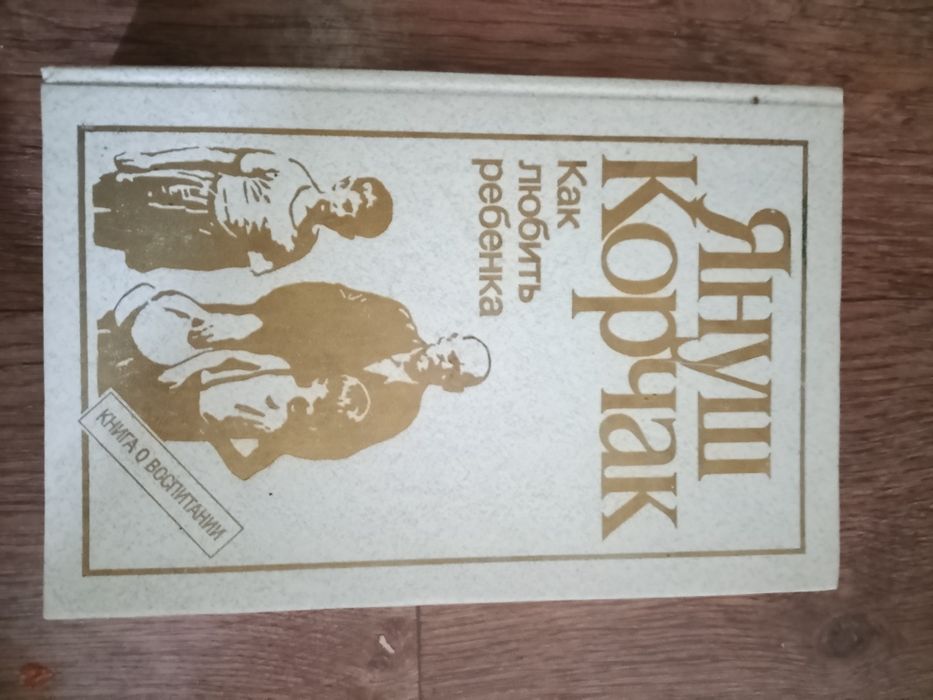 Януш
Корчак
Как
любить
ребенка
КНИГА О ВОСПИТАНИИ